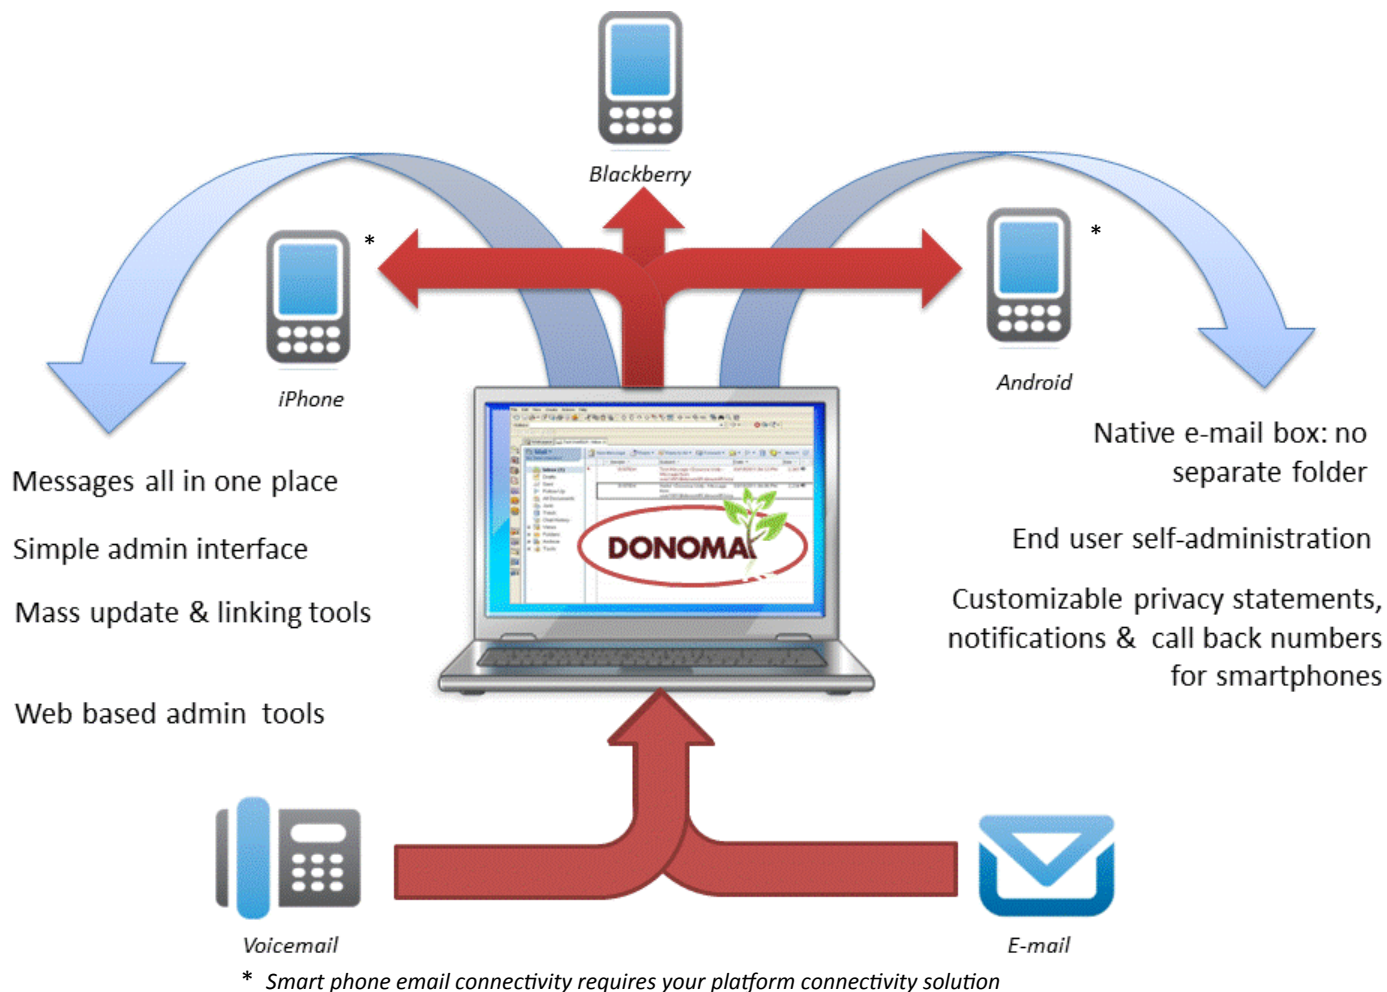 Blackberry
*
*
iPhone
Android
Messages all in one place
Simple admin interface
Mass update & linking tools
Web based admin tools
DONOMA
Native e-mail box: no
separate folder
End user self-administration
Customizable privacy statements,
notifications & call back numbers
for smartphones
Voicemail
E-mail
* Smart phone email connectivity requires your platform connectivity solution